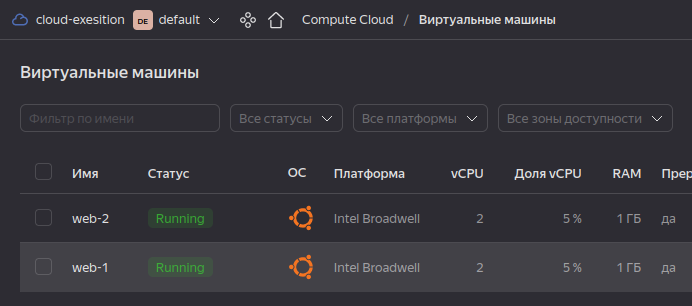 cloud-exesition DE default Compute Cloud / Виртуальные машины
Виртуальные машины
Фильтр по имени Все статусы Все платформы Все зоны доступности
Имя Статус ОС Платформа vCPU Доля vCPU RAM Прер
web-2 Running Intel Broadwell 2 5 % 1 ГБ да
web-1 Running Intel Broadwell 2 5 % 1 ГБ да